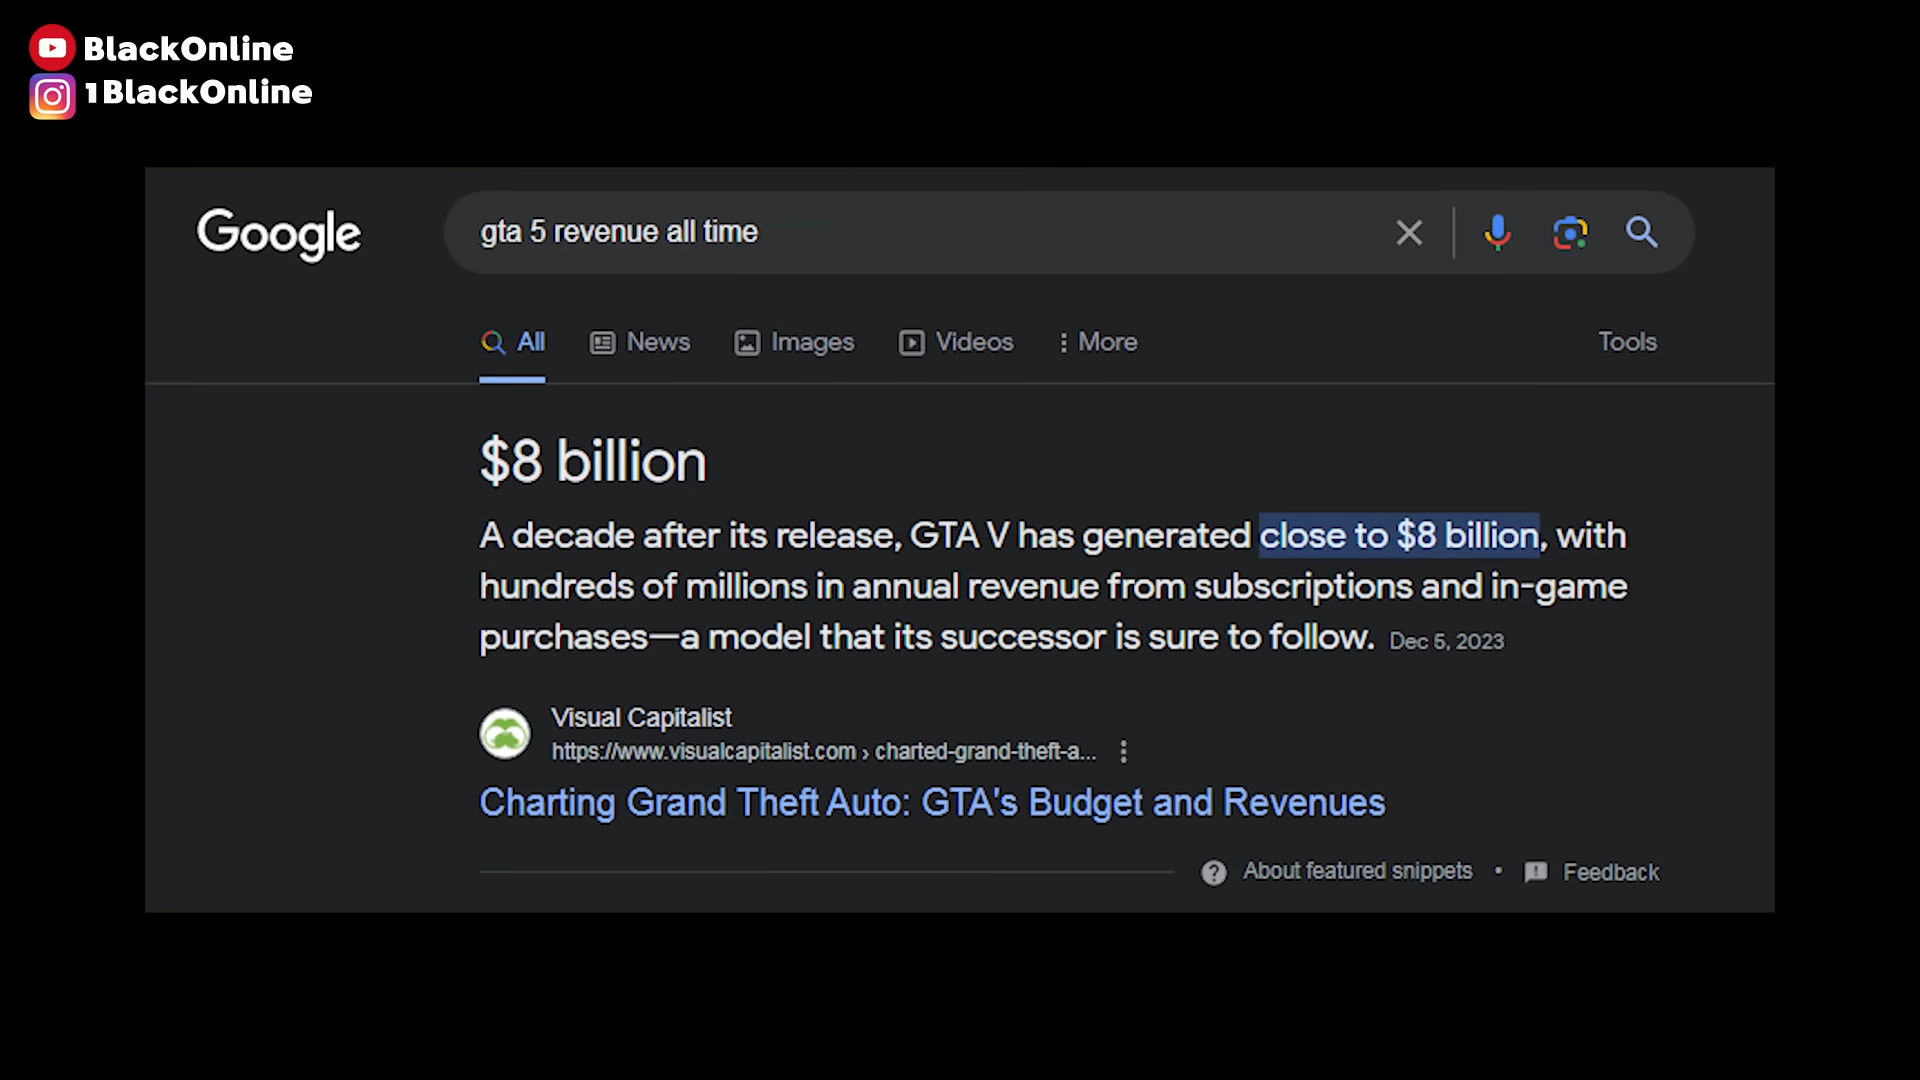 BlackOnline
1BlackOnline
Google
gta 5 revenue all time
All
News
Images
Videos
More
Tools
$8 billion
A decade after its release, GTA V has generated close to $8 billion, with
hundreds of millions in annual revenue from subscriptions and in-game
purchases—a model that its successor is sure to follow. Dec 5, 2023
Visual Capitalist
https://www.visualcapitalist.com › charted-grand-theft-a...
Charting Grand Theft Auto: GTA's Budget and Revenues
About featured snippets • Feedback